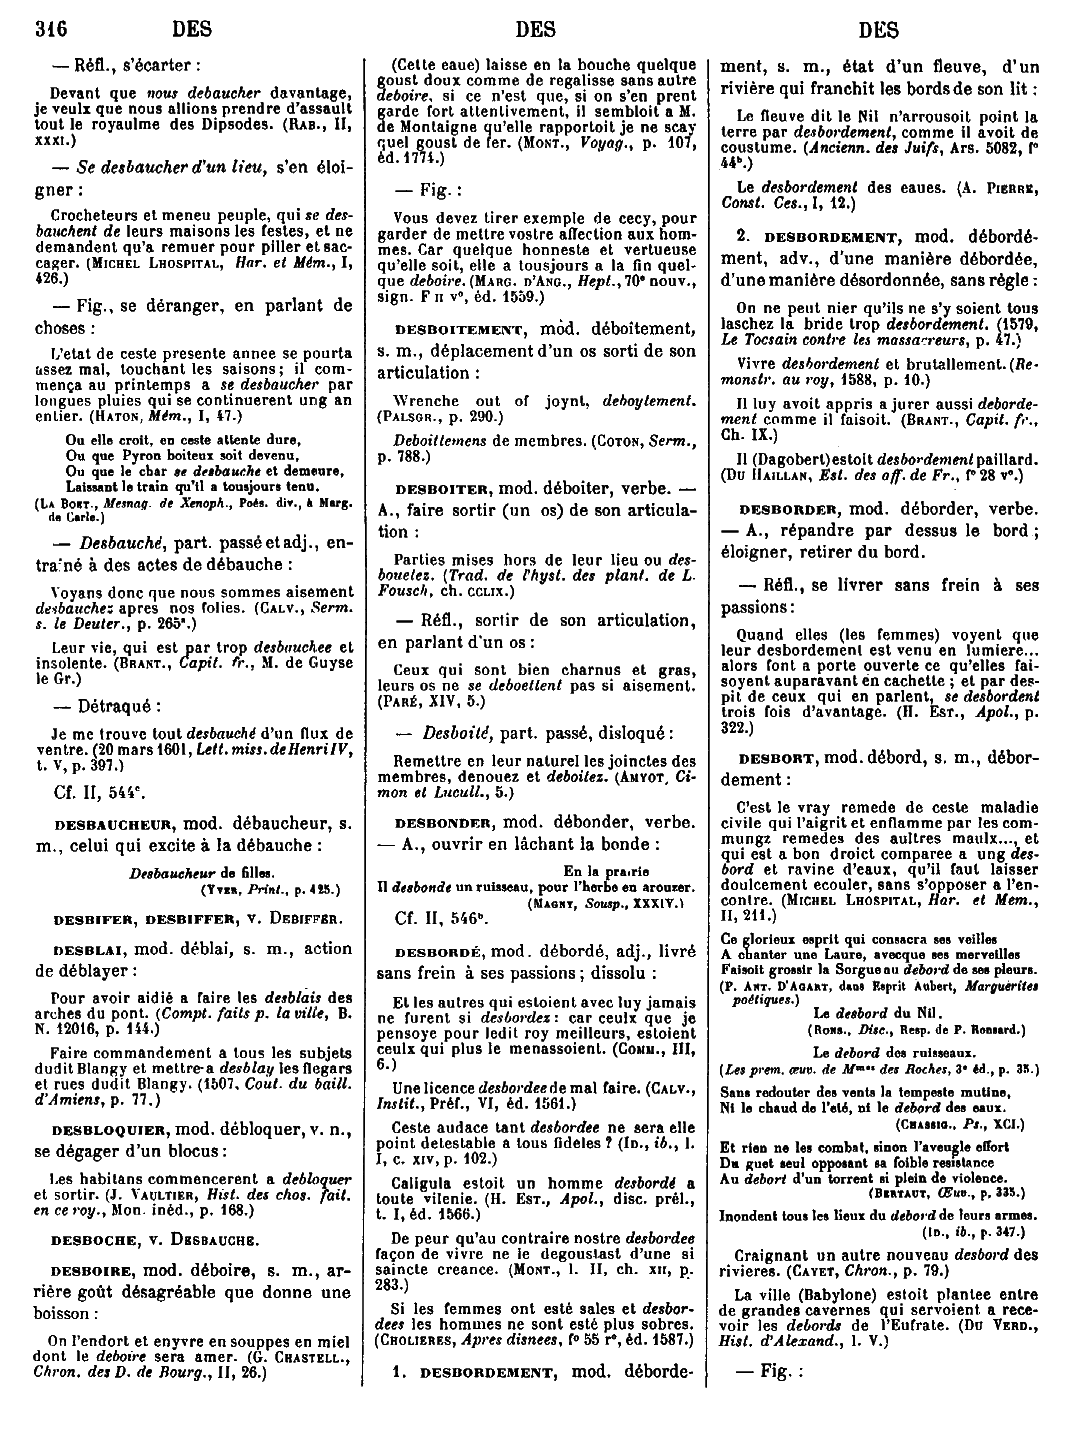 316 DES DES DES
— Réfl., s'écarter :
Devant que nous debaucher davantage,
je veulx que nous allions prendre d'assault
tout le royaulme des Dipsodes. (RAB., II,
XXXI.)
— Se desbaucher d'un lieu, s'en éloi-
gner :
Crocheteurs et meneu peuple, qui se des-
bauchent de leurs maisons les festes, et ne
demandent qu'a remuer pour piller et sac-
cager. (MICHEL LHOSPITAL, Har. et Mém., I,
426.)
— Fig., se déranger, en parlant de
choses :
L'etat de ceste presente annee se pourta
assez mal, touchant les saisons; il com-
mença au printemps a se desbaucher par
longues pluies qui se continuerent ung an
entier. (HATON, Mém., I, 47.)
Ou elle croit, en ceste attente dure,
Ou que Pyron boiteux soit devenu,
Ou que le char se desbauche et demeure,
Laissant le train qu'il a tousjours tenu.
(LA BOET., Mesnag. de Xenoph., Poés. div., à Marg.
de Carle.)
— Desbauché, part. passé et adj., en-
traîné à des actes de débauche :
Voyans donc que nous sommes aisement
desbauchez apres nos folies. (CALV., Serm.
s. le Deuter., p. 265ª.)
Leur vie, qui est par trop desbauchee et
insolente. (BRANT., Capit. fr., M. de Guyse
le Gr.)
— Détraqué :
Je me trouve tout desbauché d'un flux de
ventre. (20 mars 1601, Lett. miss. de Henri IV,
t. V, p. 397.)
Cf. II, 544ᶜ.
DESBAUCHEUR, mod. débaucheur, s.
m., celui qui excite à la débauche :
Desbaucheur de filles.
(YVER, Print., p. 425.)
DESBIFER, DESBIFFER, v. DEBIFFER.
DESBLAI, mod. déblai, s. m., action
de déblayer :
Pour avoir aidié a faire les desblais des
arches du pont. (Compt. faits p. la ville, B.
N. 12016, p. 144.)
Faire commandement a tous les subjets
dudit Blangy et mettre a desblay les flegars
et rues dudit Blangy. (1507, Cout. du baill.
d'Amiens, p. 77.)
DESBLOQUIER, mod. débloquer, v. n.,
se dégager d'un blocus :
Les habitans commencerent a debloquer
et sortir. (J. VAULTIER, Hist. des chos. fait.
en ce roy., Mon. inéd., p. 168.)
DESBOCHE, v. DESBAUCHE.
DESBOIRE, mod. déboire, s. m., ar-
rière goût désagréable que donne une
boisson :
On l'endort et enyvre en souppes en miel
dont le deboire sera amer. (G. CHASTELL.,
Chron. des D. de Bourg., II, 26.)
(Cette eaue) laisse en la bouche quelque
goust doux comme de regalisse sans autre
deboire, si ce n'est que, si on s'en prent
garde fort attentivement, il sembloit a M.
de Montaigne qu'elle rapportoit je ne scay
quel goust de fer. (MONT., Voyag., p. 107,
éd. 1774.)
— Fig. :
Vous devez tirer exemple de cecy, pour
garder de mettre vostre affection aux hom-
mes. Car quelque honneste et vertueuse
qu'elle soit, elle a tousjours a la fin quel-
que deboire. (MARG. D'ANG., Hept., 70ᵉ nouv.,
sign. F II vº, éd. 1559.)
DESBOITEMENT, mod. déboîtement,
s. m., déplacement d'un os sorti de son
articulation :
Wrenche out of joynt, deboytement.
(PALSGR., p. 290.)
Deboittemens de membres. (COTON, Serm.,
p. 788.)
DESBOITER, mod. déboiter, verbe. —
A., faire sortir (un os) de son articula-
tion :
Parties mises hors de leur lieu ou des-
bouetez. (Trad. de l'hyst. des plant. de L.
Fousch, ch. CCLIX.)
— Réfl., sortir de son articulation,
en parlant d'un os :
Ceux qui sont bien charnus et gras,
leurs os ne se deboettent pas si aisement.
(PARÉ, XIV, 5.)
— Desboité, part. passé, disloqué :
Remettre en leur naturel les joinctes des
membres, denouez et deboitez. (AMYOT, Ci-
mon et Lucull., 5.)
DESBONDER, mod. débonder, verbe.
— A., ouvrir en lâchant la bonde :
En la prairie
Il desbonde un ruisseau, pour l'herbe en arouzer.
(MAGNY, Sousp., XXXIV.)
Cf. II, 546ᵇ.
DESBORDÉ, mod. débordé, adj., livré
sans frein à ses passions ; dissolu :
Et les autres qui estoient avec luy jamais
ne furent si desbordez : car ceulx que je
pensoye pour ledit roy meilleurs, estoient
ceulx qui plus le menassoient. (COMM., III,
6.)
Une licence desbordee de mal faire. (CALV.,
Instit., Préf., VI, éd. 1561.)
Ceste audace tant desbordee ne sera elle
point detestable a tous fideles ? (ID., ib., l.
I, c. XIV, p. 102.)
Caligula estoit un homme desbordé a
toute vilenie. (H. EST., Apol., disc. prél.,
t. I, éd. 1566.)
De peur qu'au contraire nostre desbordee
façon de vivre ne le degoustast d'une si
saincte creance. (MONT., l. II, ch. XII, p.
283.)
Si les femmes ont esté sales et desbor-
dees les hommes ne sont esté plus sobres.
(CHOLIERES, Apres disnees, fº 55 rº, éd. 1587.)
1. DESBORDEMENT, mod. déborde-
ment, s. m., état d'un fleuve, d'un
rivière qui franchit les bords de son lit :
Le fleuve dit le Nil n'arrousoit point la
terre par desbordement, comme il avoit de
coustume. (Ancienn. des Juifs, Ars. 5082, fº
44ᵇ.)
Le desbordement des eaues. (A. PIERRE,
Const. Ces., I, 12.)
2. DESBORDEMENT, mod. débordé-
ment, adv., d'une manière débordée,
d'une manière désordonnée, sans règle :
On ne peut nier qu'ils ne s'y soient tous
laschez la bride trop desbordement. (1579,
Le Tocsain contre les massacreurs, p. 47.)
Vivre desbordement et brutallement. (Re-
monstr. au roy, 1588, p. 10.)
Il luy avoit appris a jurer aussi deborde-
ment comme il faisoit. (BRANT., Capit. fr.,
Ch. IX.)
Il (Dagobert) estoit desbordement paillard.
(DU HAILLAN, Est. des aff. de Fr., fº 28 vº.)
DESBORDER, mod. déborder, verbe.
— A., répandre par dessus le bord ;
éloigner, retirer du bord.
— Réfl., se livrer sans frein à ses
passions :
Quand elles (les femmes) voyent que
leur desbordement est venu en lumiere...
alors font a porte ouverte ce qu'elles fai-
soyent auparavant en cachette ; et par des-
pit de ceux qui en parlent, se desbordent
trois fois d'avantage. (H. EST., Apol., p.
322.)
DESBORT, mod. débord, s. m., débor-
dement :
C'est le vray remede de ceste maladie
civile qui l'aigrit et enflamme par les com-
mungz remedes des aultres maulx..., et
qui est a bon droict comparee a ung des-
bord et ravine d'eaux, qu'il faut laisser
doulcement ecouler, sans s'opposer a l'en-
contre. (MICHEL LHOSPITAL, Har. et Mem.,
II, 211.)
Ce glorieux esprit qui consacra ses veilles
A chanter une Laure, avecque ses merveilles
Faisoit grossir la Sorgue au debord de ses pleurs.
(P. ANT. D'AGART, dans Esprit Aubert, Marguérites
poétiques.)
Le desbord du Nil.
(RONS., Disc., Resp. de P. Ronsard.)
Le debord des ruisseaux.
(Les prem. œuv. de Mᵐᵉˢ des Roches, 3ᵉ éd., p. 35.)
Sans redouter des vents la tempeste mutine,
Ni le chaud de l'eté, ni le debord des eaux.
(CHASSIG., Ps., XCI.)
Et rien ne les combat, sinon l'aveugle effort
Du guet seul opposant sa foible resistance
Au debort d'un torrent si plein de violence.
(BERTAUT, Œuv., p. 335.)
Inondent tous les lieux du debord de leurs armes.
(ID., ib., p. 347.)
Craignant un autre nouveau desbord des
rivieres. (CAYET, Chron., p. 79.)
La ville (Babylone) estoit plantee entre
de grandes cavernes qui servoient a rece-
voir les debords de l'Eufrate. (DU VERD.,
Hist. d'Alexand., l. V.)
— Fig. :